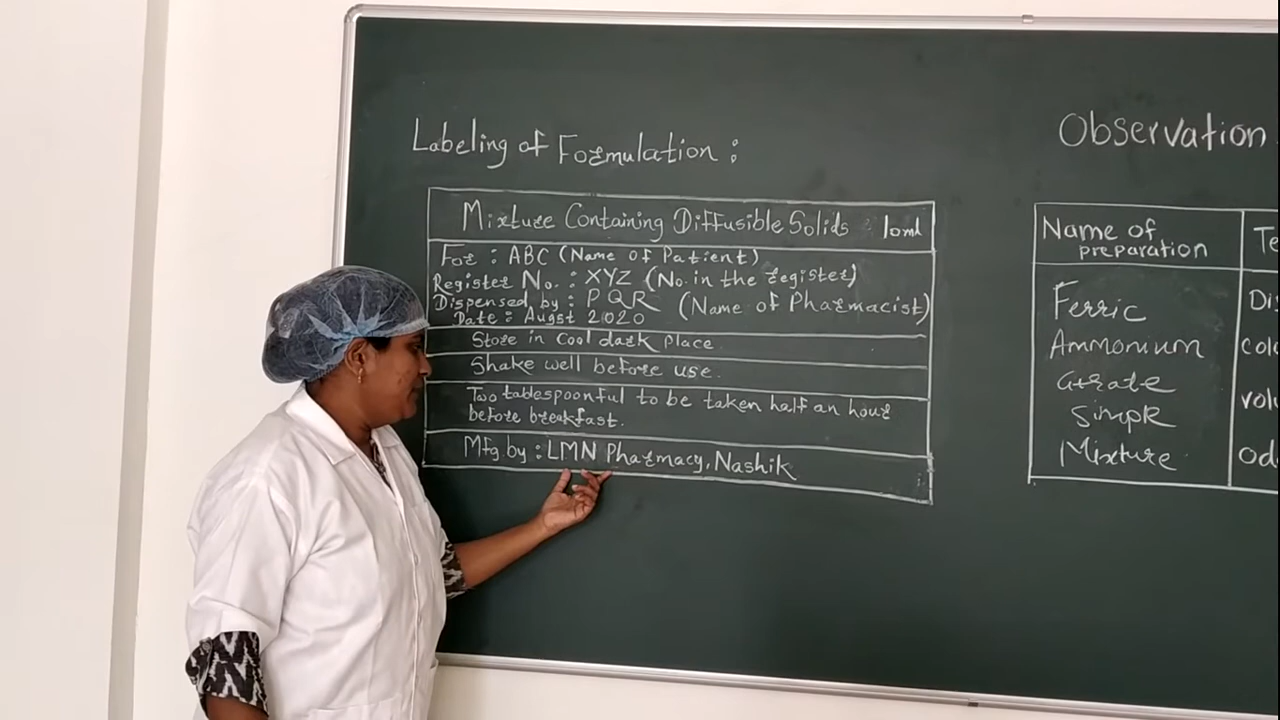 Labeling of Formulation :
Mixture Containing Diffusible Solids : 10ml
For : ABC (Name of Patient)
Register No. : XYZ (No. in the register)
Dispensed by : PQR (Name of Pharmacist)
Date : Augst 2020
Store in cool dark place.
Shake well before use.
Two tablespoonful to be taken half an hour
before breakfast.
Mfg by : LMN Pharmacy, Nashik
Observation
Name of
preparation
Ferric
Ammonium
Citrate
Simple
Mixture